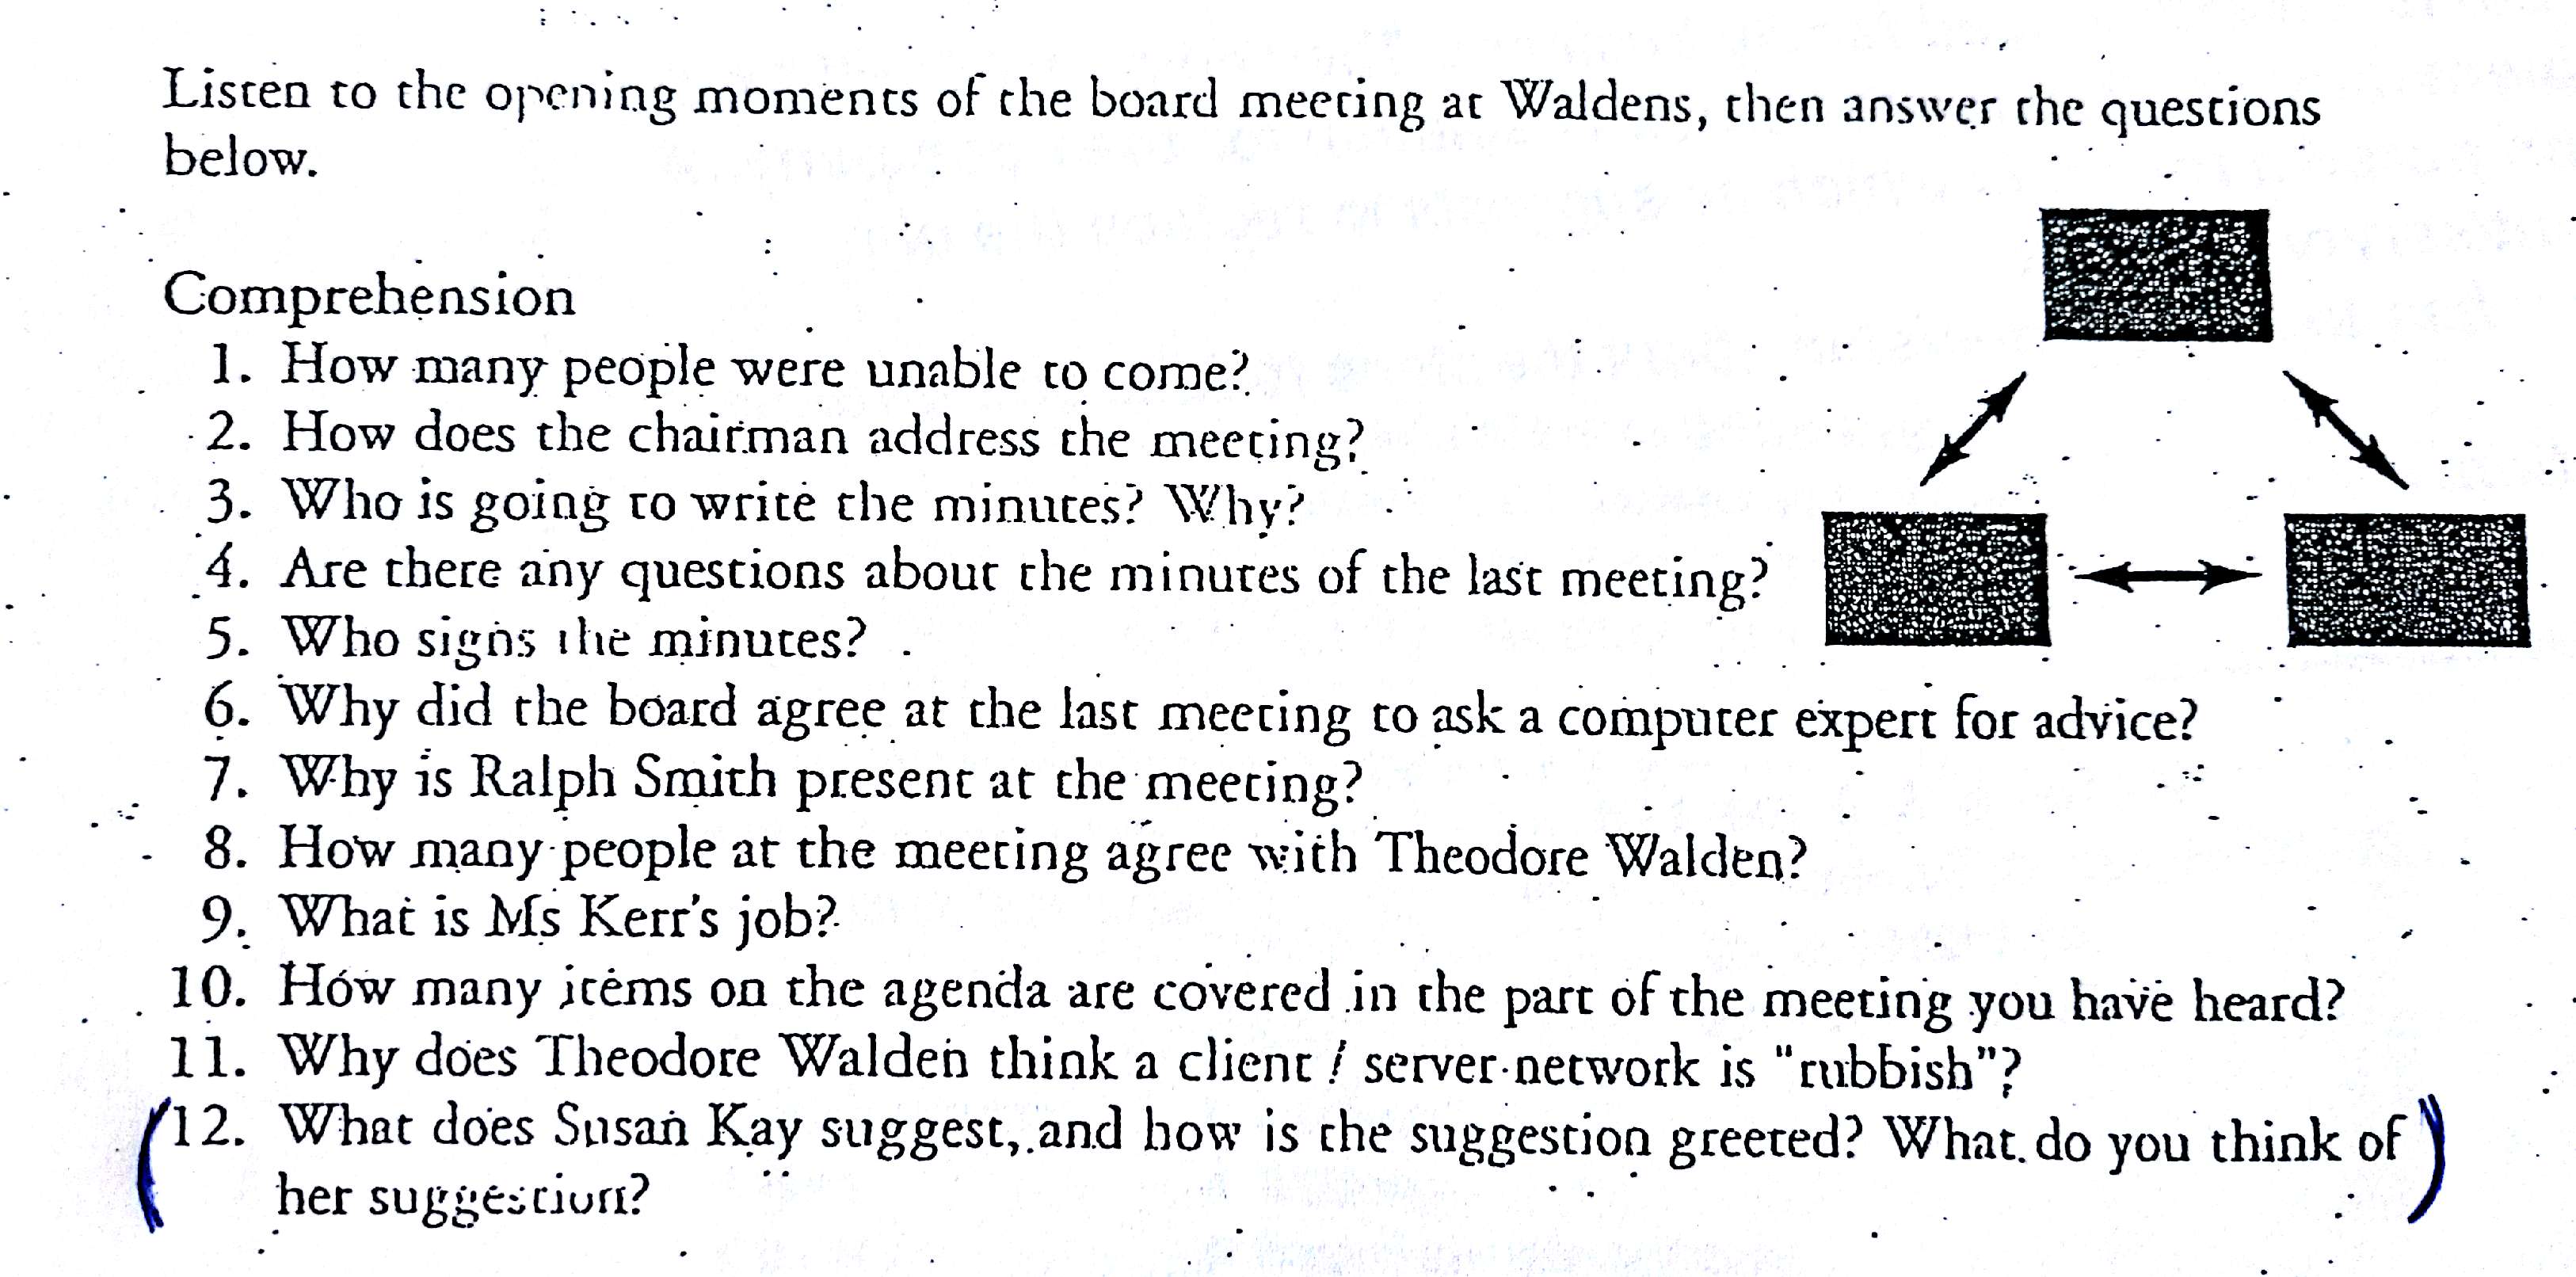 Listen to the opening moments of the board meeting at Waldens, then answer the questions
below.
Comprehension
1. How many people were unable to come?
2. How does the chairman address the meeting?
3. Who is going to write the minutes? Why?
4. Are there any questions about the minutes of the last meeting?
5. Who signs the minutes?
6. Why did the board agree at the last meeting to ask a computer expert for advice?
7. Why is Ralph Smith present at the meeting?
8. How many people at the meeting agree with Theodore Walden?
9. What is Ms Kerr's job?
10. How many items on the agenda are covered in the part of the meeting you have heard?
11. Why does Theodore Walden think a client / server network is "rubbish"?
(12. What does Susan Kay suggest, and how is the suggestion greeted? What do you think of)
her suggestion?